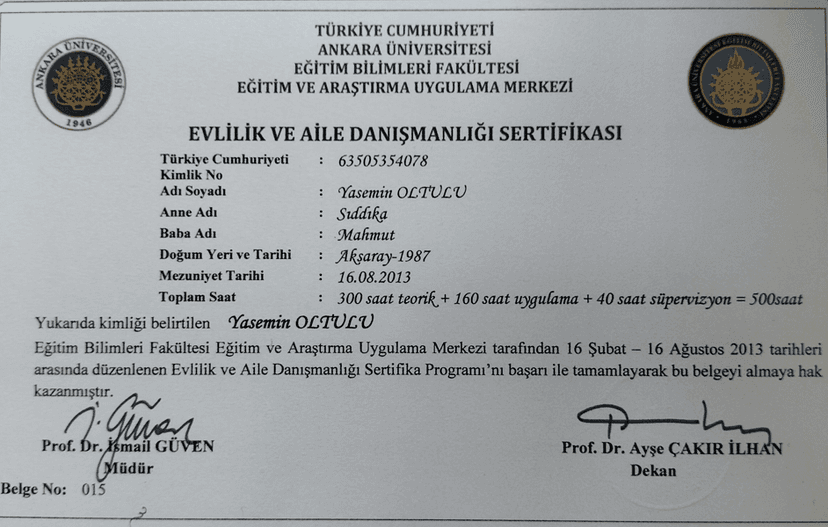 TÜRKİYE CUMHURİYETİ
ANKARA ÜNİVERSİTESİ
EĞİTİM BİLİMLERİ FAKÜLTESİ
EĞİTİM VE ARAŞTIRMA UYGULAMA MERKEZİ
ANKARA ÜNİVERSİTESİ
1946
EVLİLİK VE AİLE DANIŞMANLIĞI SERTİFİKASI
Türkiye Cumhuriyeti : 63505354078
Kimlik No
Adı Soyadı : Yasemin OLTULU
Anne Adı : Sıddıka
Baba Adı : Mahmut
Doğum Yeri ve Tarihi : Akşaray-1987
Mezuniyet Tarihi : 16.08.2013
Toplam Saat : 300 saat teorik + 160 saat uygulama + 40 saat süpervizyon = 500saat
Yukarıda kimliği belirtilen Yasemin OLTULU
Eğitim Bilimleri Fakültesi Eğitim ve Araştırma Uygulama Merkezi tarafından 16 Şubat – 16 Ağustos 2013 tarihleri
arasında düzenlenen Evlilik ve Aile Danışmanlığı Sertifika Programı'nı başarı ile tamamlayarak bu belgeyi almaya hak
kazanmıştır.
Prof. Dr. İsmail GÜVEN
Müdür
Prof. Dr. Ayşe ÇAKIR İLHAN
Dekan
Belge No: 015